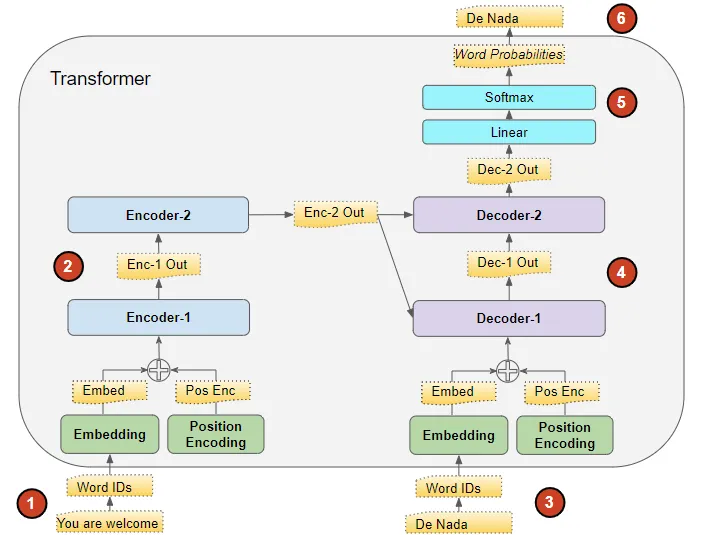 De Nada
6
Word Probabilities
Transformer
Softmax
5
Linear
Dec-2 Out
Encoder-2
Enc-2 Out
Decoder-2
2
Enc-1 Out
Dec-1 Out
4
Encoder-1
Decoder-1
Embed
Pos Enc
Embed
Pos Enc
Embedding
Position
Encoding
Embedding
Position
Encoding
1
Word IDs
Word IDs
3
You are welcome
De Nada